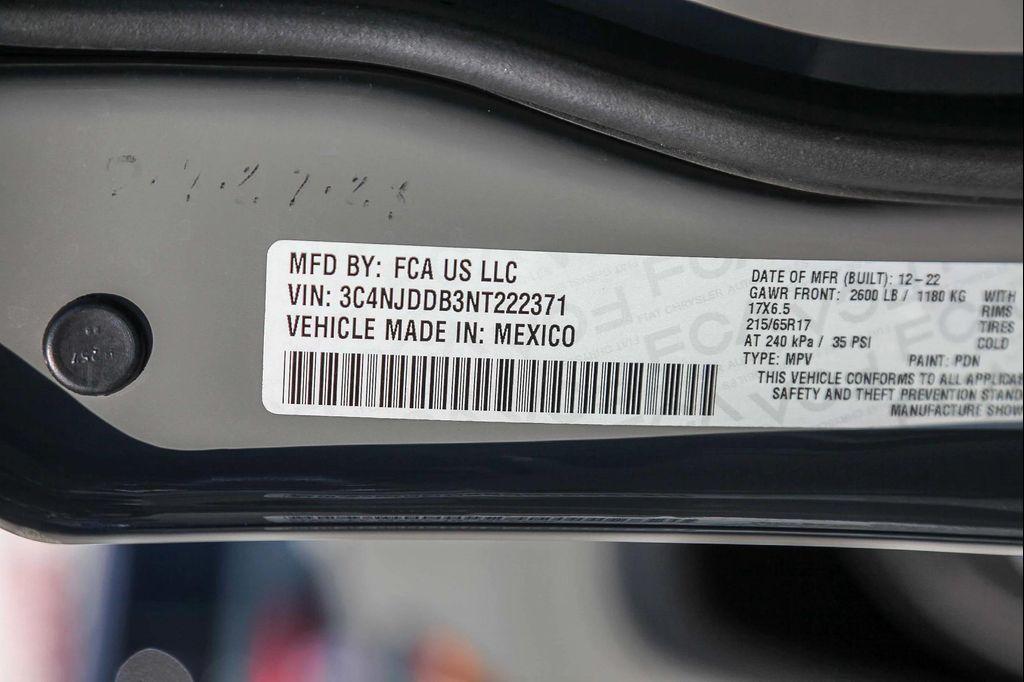 MFD BY: FCA US LLC
VIN: 3C4NJDDB3NT222371
VEHICLE MADE IN: MEXICO
DATE OF MFR (BUILT): 12-22
GAWR FRONT: 2600 LB / 1180 KG WITH
17X6.5 RIMS
215/65R17 TIRES
AT 240 kPa / 35 PSI COLD
TYPE: MPV PAINT: PDN
THIS VEHICLE CONFORMS TO ALL APPLICA
SAFETY AND THEFT PREVENTION STAND
MANUFACTURE SHOW